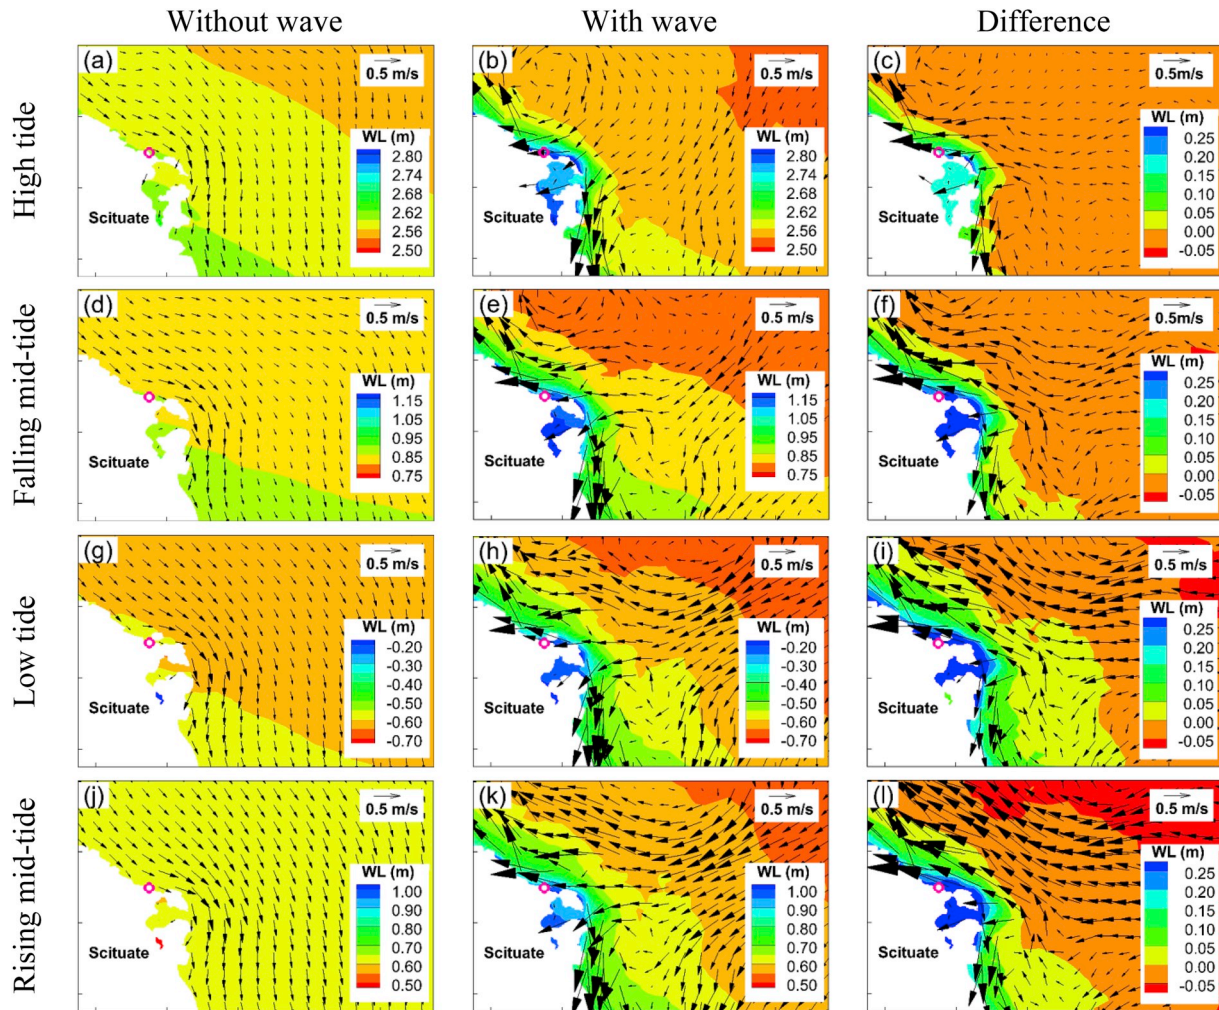 Without wave
With wave
Difference
High tide
(a)
0.5 m/s
WL (m)
2.80
2.74
2.68
2.62
2.56
2.50
Scituate
(b)
0.5 m/s
WL (m)
2.80
2.74
2.68
2.62
2.56
2.50
Scituate
(c)
0.5m/s
WL (m)
0.25
0.20
0.15
0.10
0.05
0.00
-0.05
Scituate
Falling mid-tide
(d)
0.5 m/s
WL (m)
1.15
1.05
0.95
0.85
0.75
Scituate
(e)
0.5 m/s
WL (m)
1.15
1.05
0.95
0.85
0.75
Scituate
(f)
0.5m/s
WL (m)
0.25
0.20
0.15
0.10
0.05
0.00
-0.05
Scituate
Low tide
(g)
0.5 m/s
WL (m)
-0.20
-0.30
-0.40
-0.50
-0.60
-0.70
Scituate
(h)
0.5 m/s
WL (m)
-0.20
-0.30
-0.40
-0.50
-0.60
-0.70
Scituate
(i)
0.5 m/s
WL (m)
0.25
0.20
0.15
0.10
0.05
0.00
-0.05
Scituate
Rising mid-tide
(j)
0.5 m/s
WL (m)
1.00
0.90
0.80
0.70
0.60
0.50
Scituate
(k)
0.5 m/s
WL (m)
1.00
0.90
0.80
0.70
0.60
0.50
Scituate
(l)
0.5 m/s
WL (m)
0.25
0.20
0.15
0.10
0.05
0.00
-0.05
Scituate